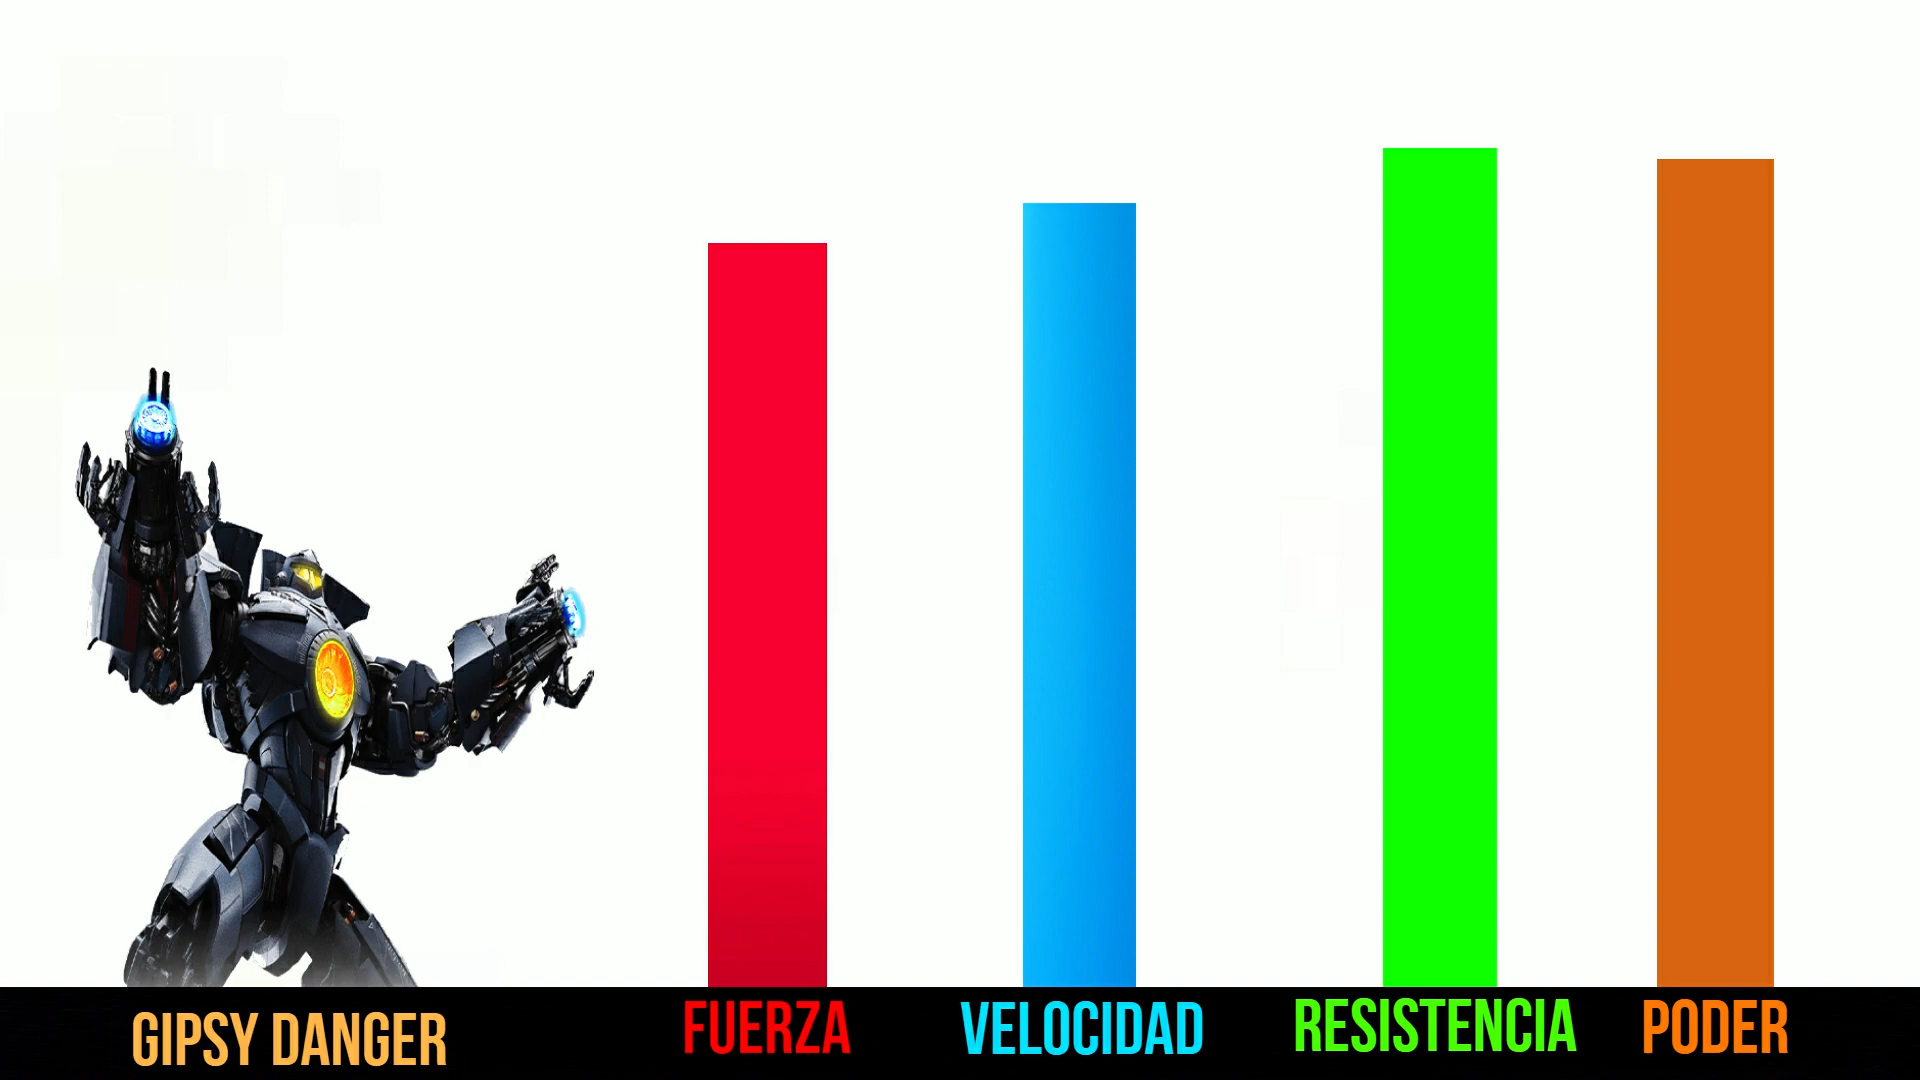 GIPSY DANGER
FUERZA
VELOCIDAD
RESISTENCIA
PODER